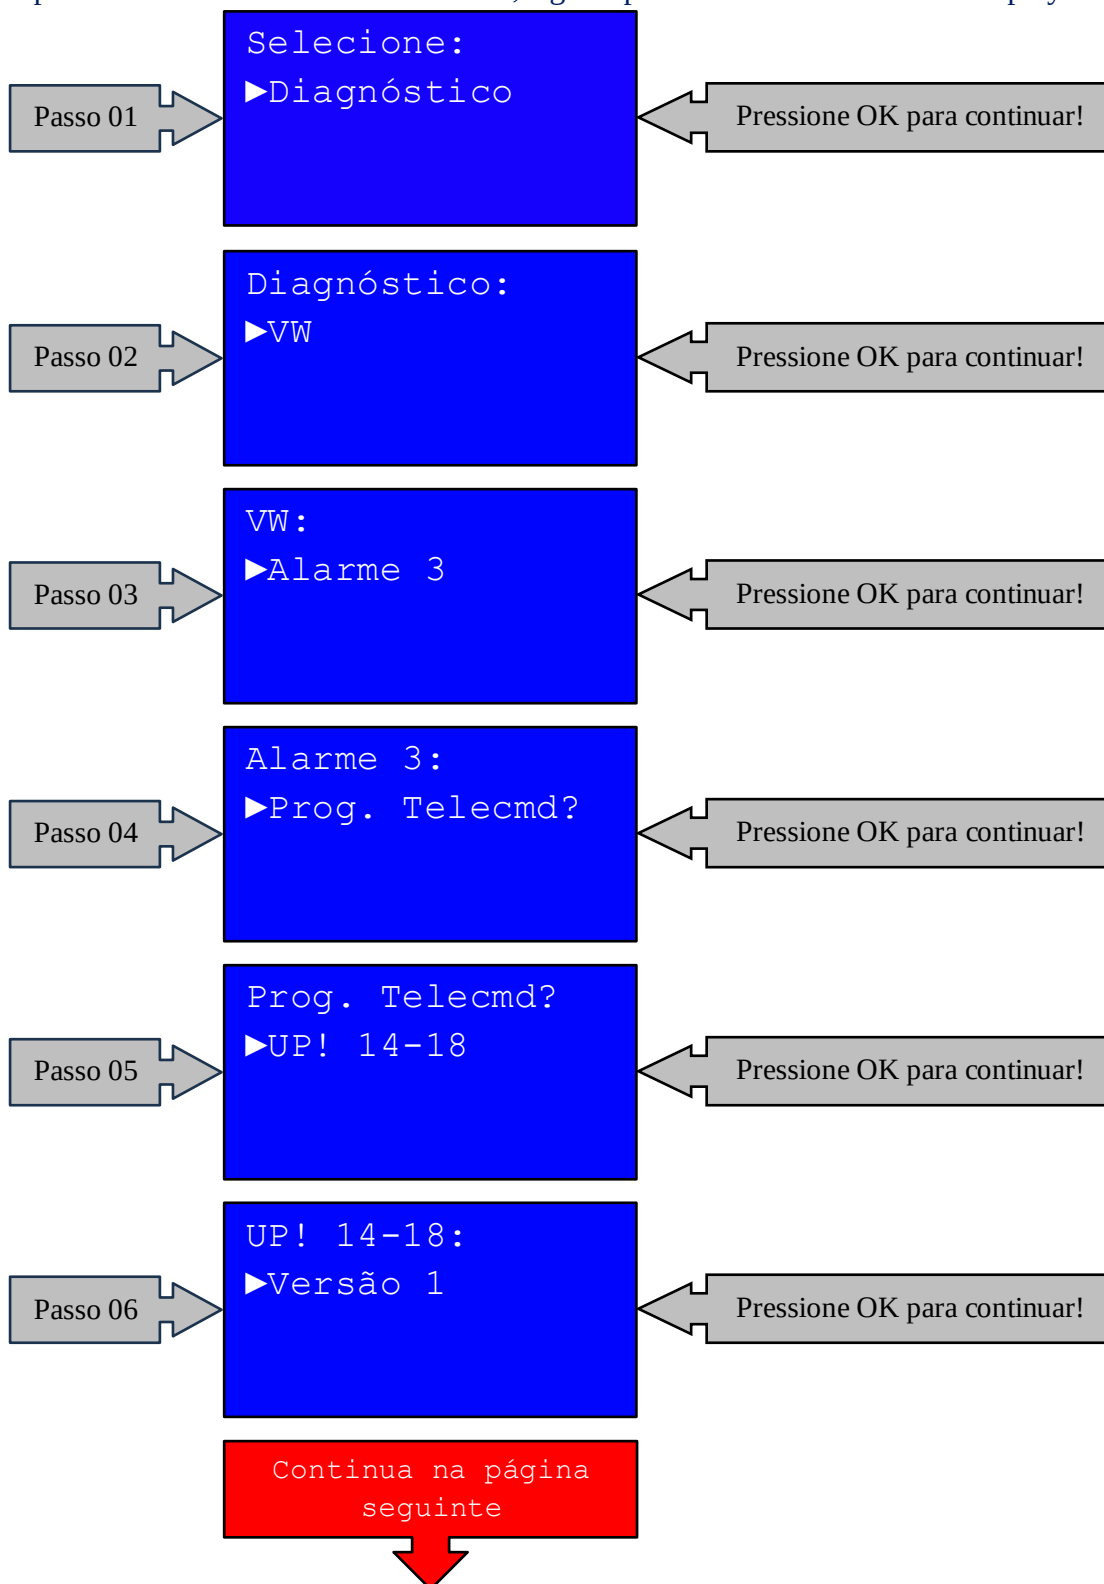 Selecione:
►Diagnóstico
Passo 01
Pressione OK para continuar!
Diagnóstico:
►VW
Passo 02
Pressione OK para continuar!
VW:
►Alarme 3
Passo 03
Pressione OK para continuar!
Alarme 3:
►Prog. Telecmd?
Passo 04
Pressione OK para continuar!
Prog. Telecmd?
►UP! 14-18
Passo 05
Pressione OK para continuar!
UP! 14-18:
►Versão 1
Passo 06
Pressione OK para continuar!
Continua na página
seguinte